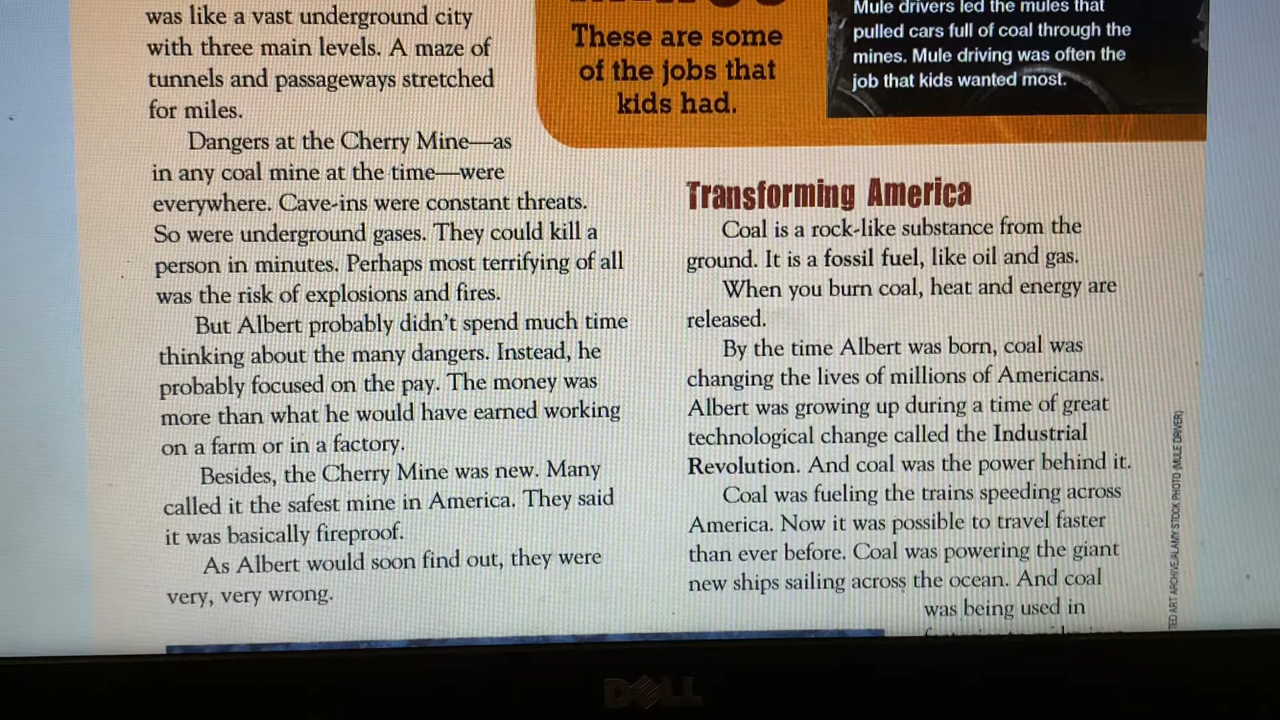 was like a vast underground city
with three main levels. A maze of
tunnels and passageways stretched
for miles.
Dangers at the Cherry Mine—as
in any coal mine at the time—were
everywhere. Cave-ins were constant threats.
So were underground gases. They could kill a
person in minutes. Perhaps most terrifying of all
was the risk of explosions and fires.
But Albert probably didn't spend much time
thinking about the many dangers. Instead, he
probably focused on the pay. The money was
more than what he would have earned working
on a farm or in a factory.
Besides, the Cherry Mine was new. Many
called it the safest mine in America. They said
it was basically fireproof.
As Albert would soon find out, they were
very, very wrong.
These are some
of the jobs that
kids had.
Mule drivers led the mules that
pulled cars full of coal through the
mines. Mule driving was often the
job that kids wanted most.
Transforming America
Coal is a rock-like substance from the
ground. It is a fossil fuel, like oil and gas.
When you burn coal, heat and energy are
released.
By the time Albert was born, coal was
changing the lives of millions of Americans.
Albert was growing up during a time of great
technological change called the Industrial
Revolution. And coal was the power behind it.
Coal was fueling the trains speeding across
America. Now it was possible to travel faster
than ever before. Coal was powering the giant
new ships sailing across the ocean. And coal
was being used in
TED ART ARCHIVE/ALAMY STOCK PHOTO (MULE DRIVER)
DELL